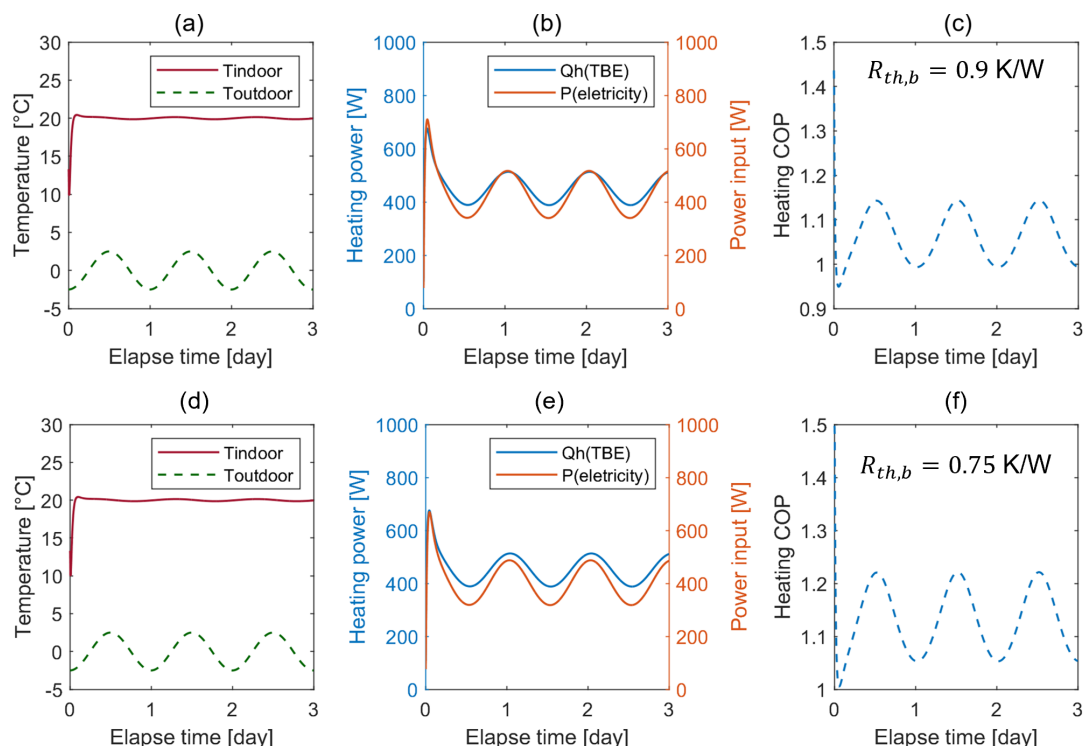 (a)
30
25
20
15
10
5
0
-5
Temperature [°C]
Tindoor
Toutdoor
0 1 2 3
Elapse time [day]
(b)
1000
800
600
400
200
0
Heating power [W]
Qh(TBE)
P(eletricity)
1000
800
600
400
200
0
Power input [W]
0 1 2 3
Elapse time [day]
(c)
1.5
1.4
1.3
1.2
1.1
1
0.9
Heating COP
R_{th,b} = 0.9 K/W
0 1 2 3
Elapse time [day]
(d)
30
25
20
15
10
5
0
-5
Temperature [°C]
Tindoor
Toutdoor
0 1 2 3
Elapse time [day]
(e)
1000
800
600
400
200
0
Heating power [W]
Qh(TBE)
P(eletricity)
1000
800
600
400
200
0
Power input [W]
0 1 2 3
Elapse time [day]
(f)
1.5
1.4
1.3
1.2
1.1
1
Heating COP
R_{th,b} = 0.75 K/W
0 1 2 3
Elapse time [day]